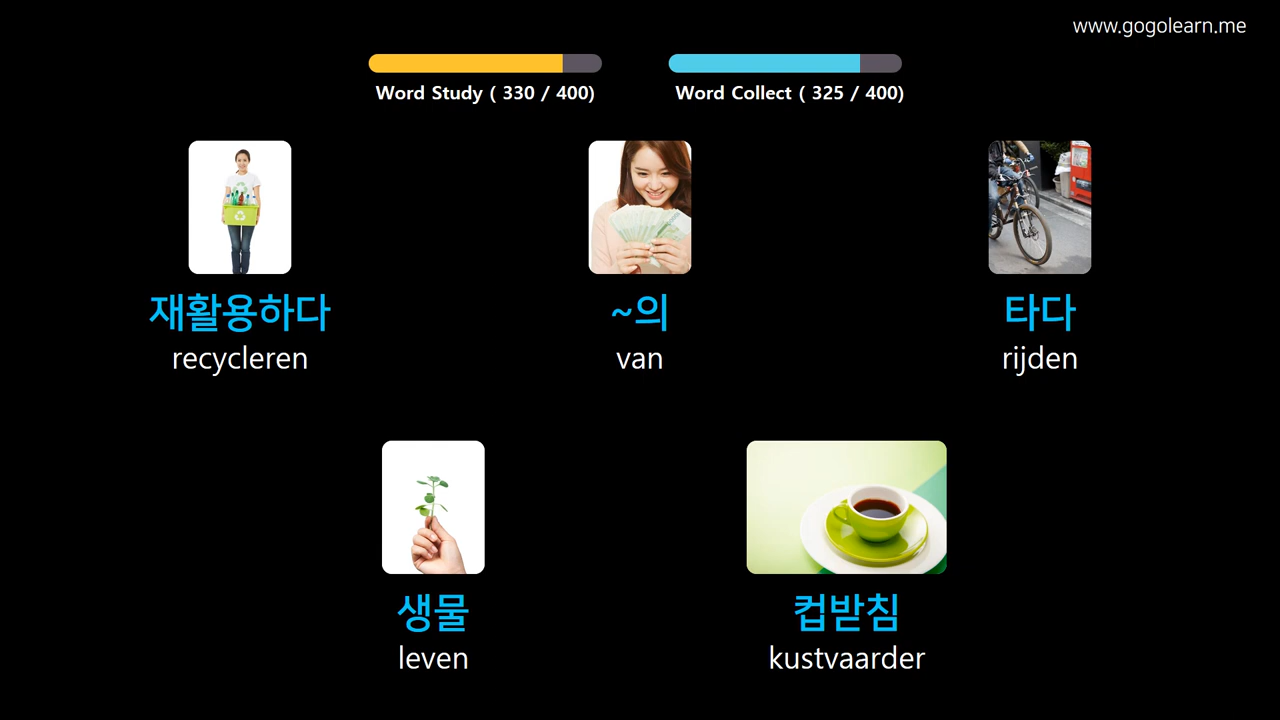 www.gogolearn.me
Word Study ( 330 / 400)
Word Collect ( 325 / 400)
재활용하다
recycleren
~의
van
타다
rijden
생물
leven
컵받침
kustvaarder